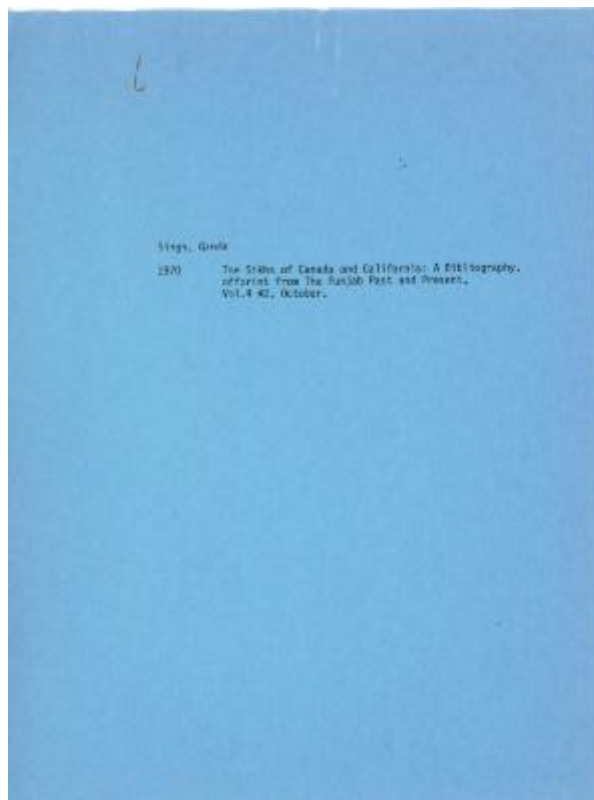 Singh, Ganda
1970 The Sikhs of Canada and California: A Bibliography.
offprint from The Punjab Past and Present,
Vol.4 #2, October.